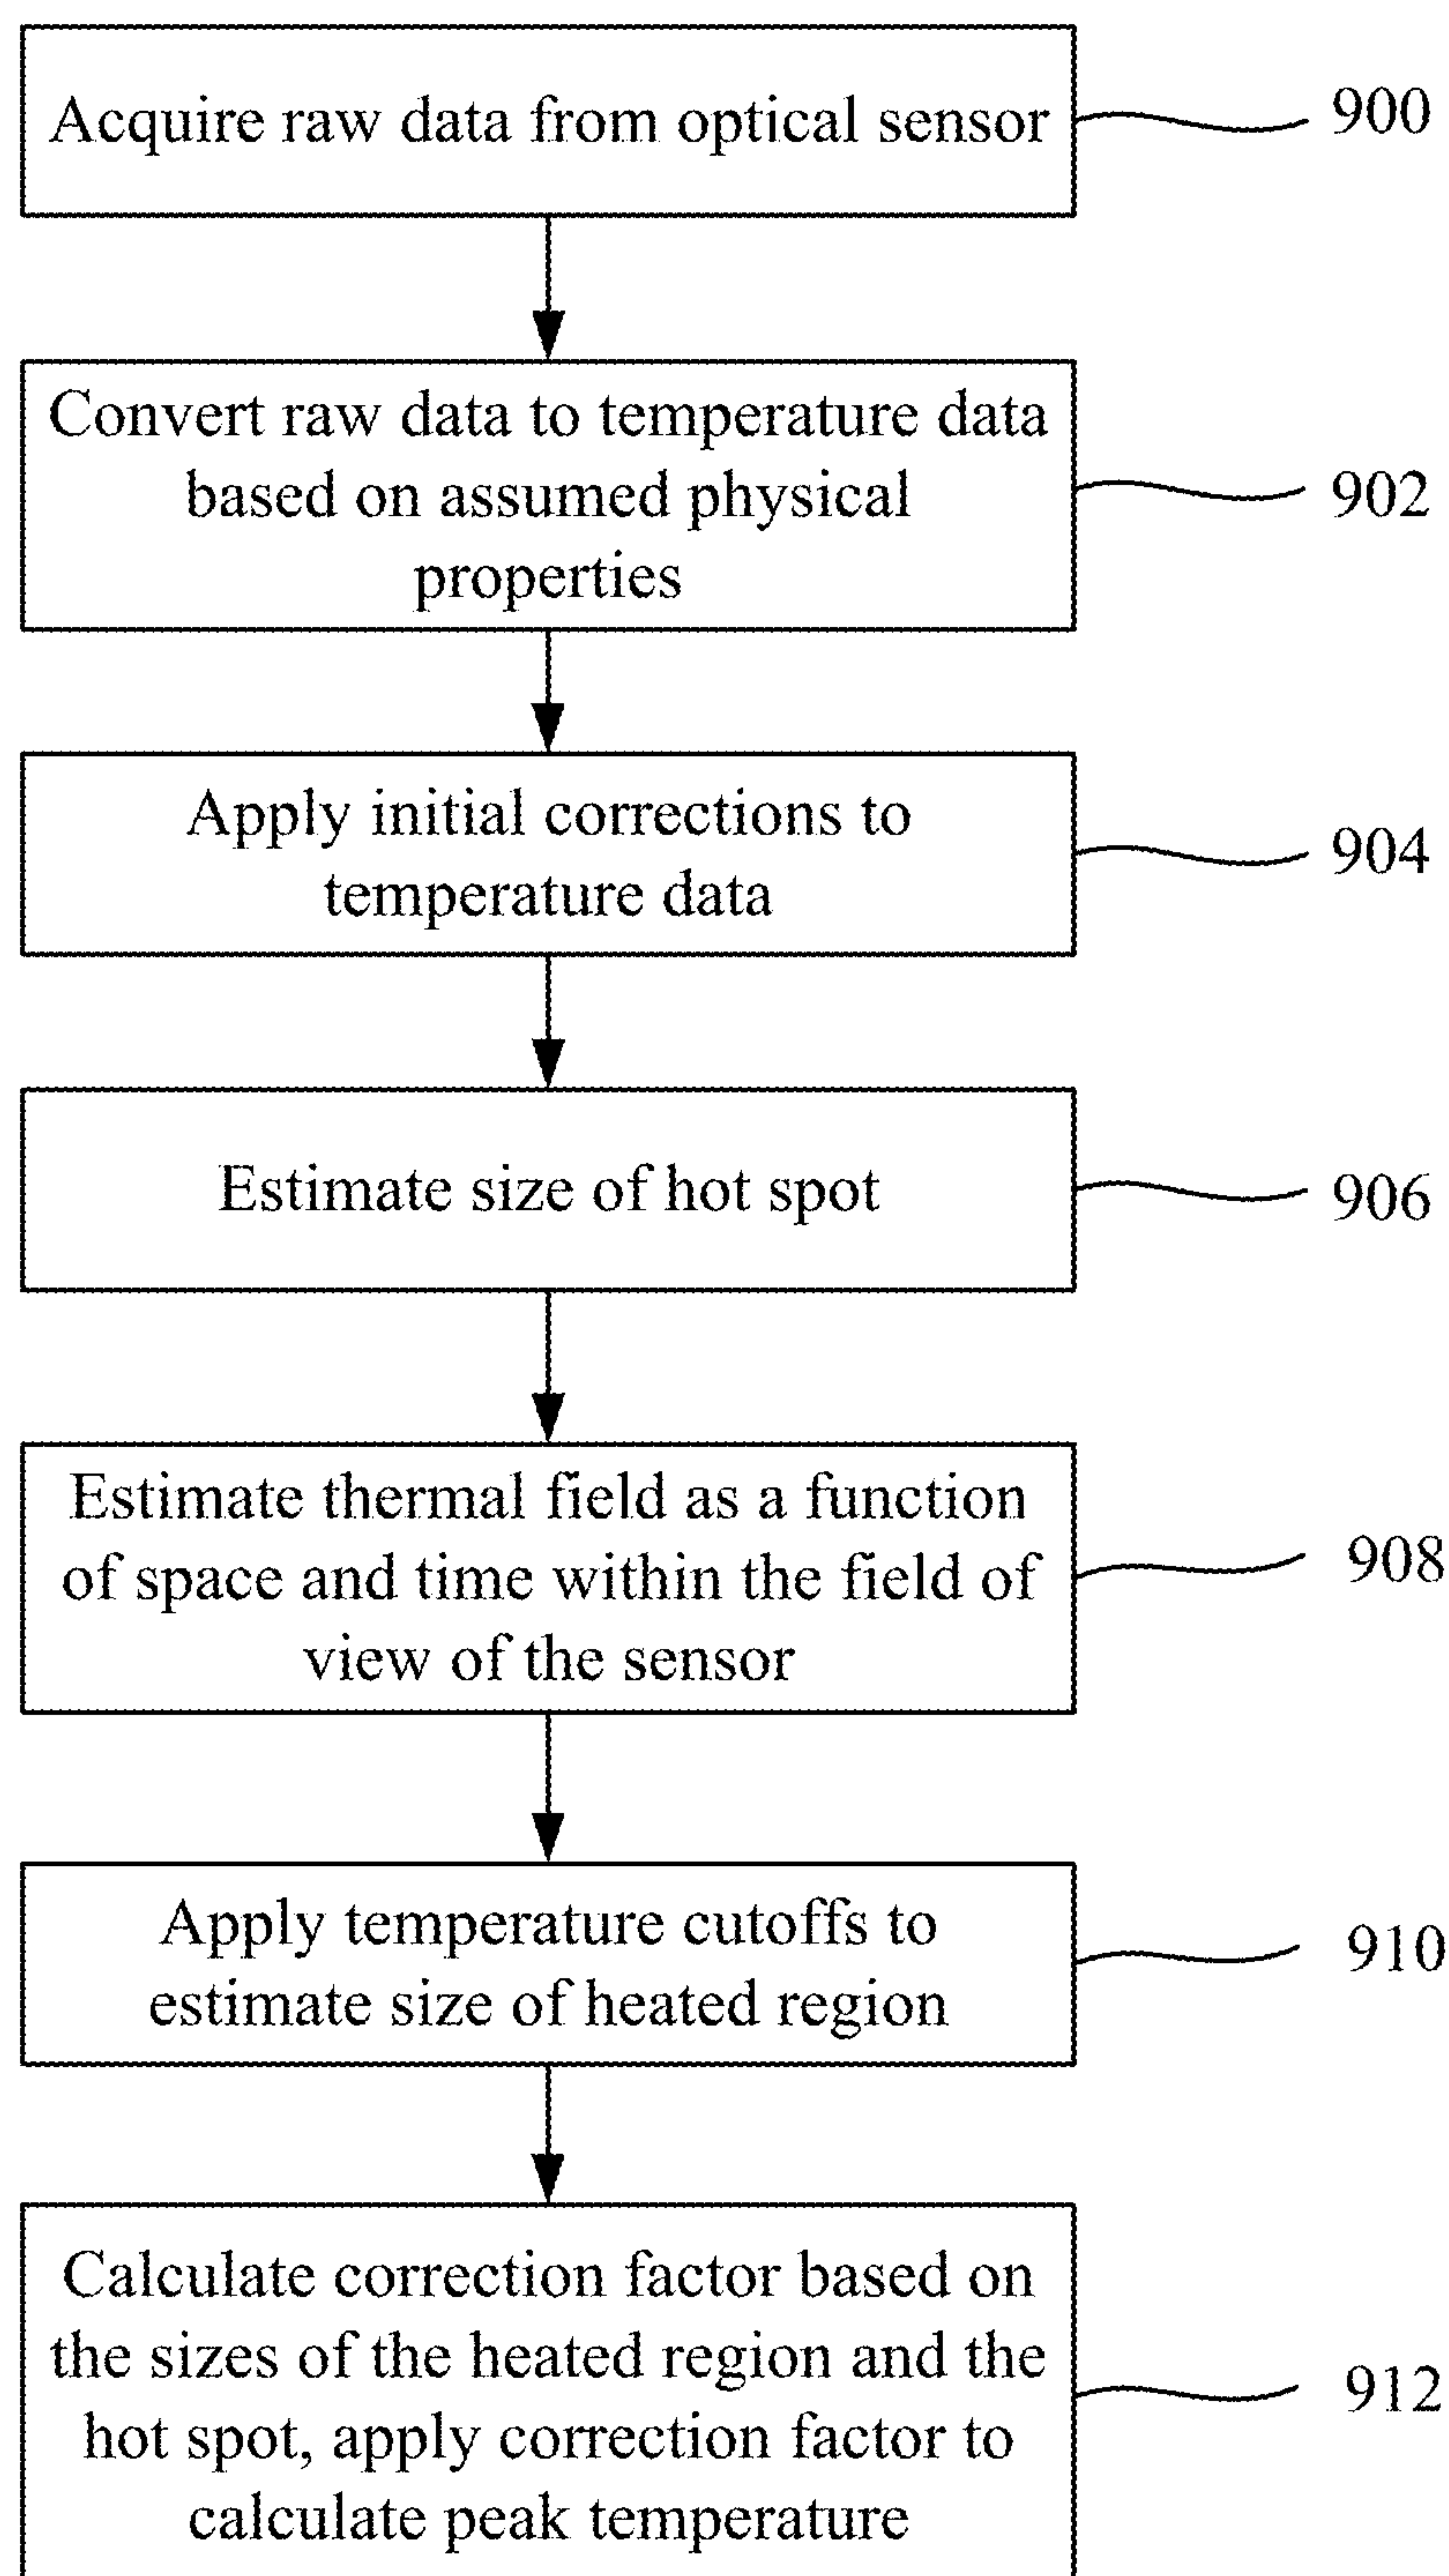 Acquire raw data from optical sensor
900
Convert raw data to temperature data
based on assumed physical
properties
902
Apply initial corrections to
temperature data
904
Estimate size of hot spot
906
Estimate thermal field as a function
of space and time within the field of
view of the sensor
908
Apply temperature cutoffs to
estimate size of heated region
910
Calculate correction factor based on
the sizes of the heated region and the
hot spot, apply correction factor to
calculate peak temperature
912